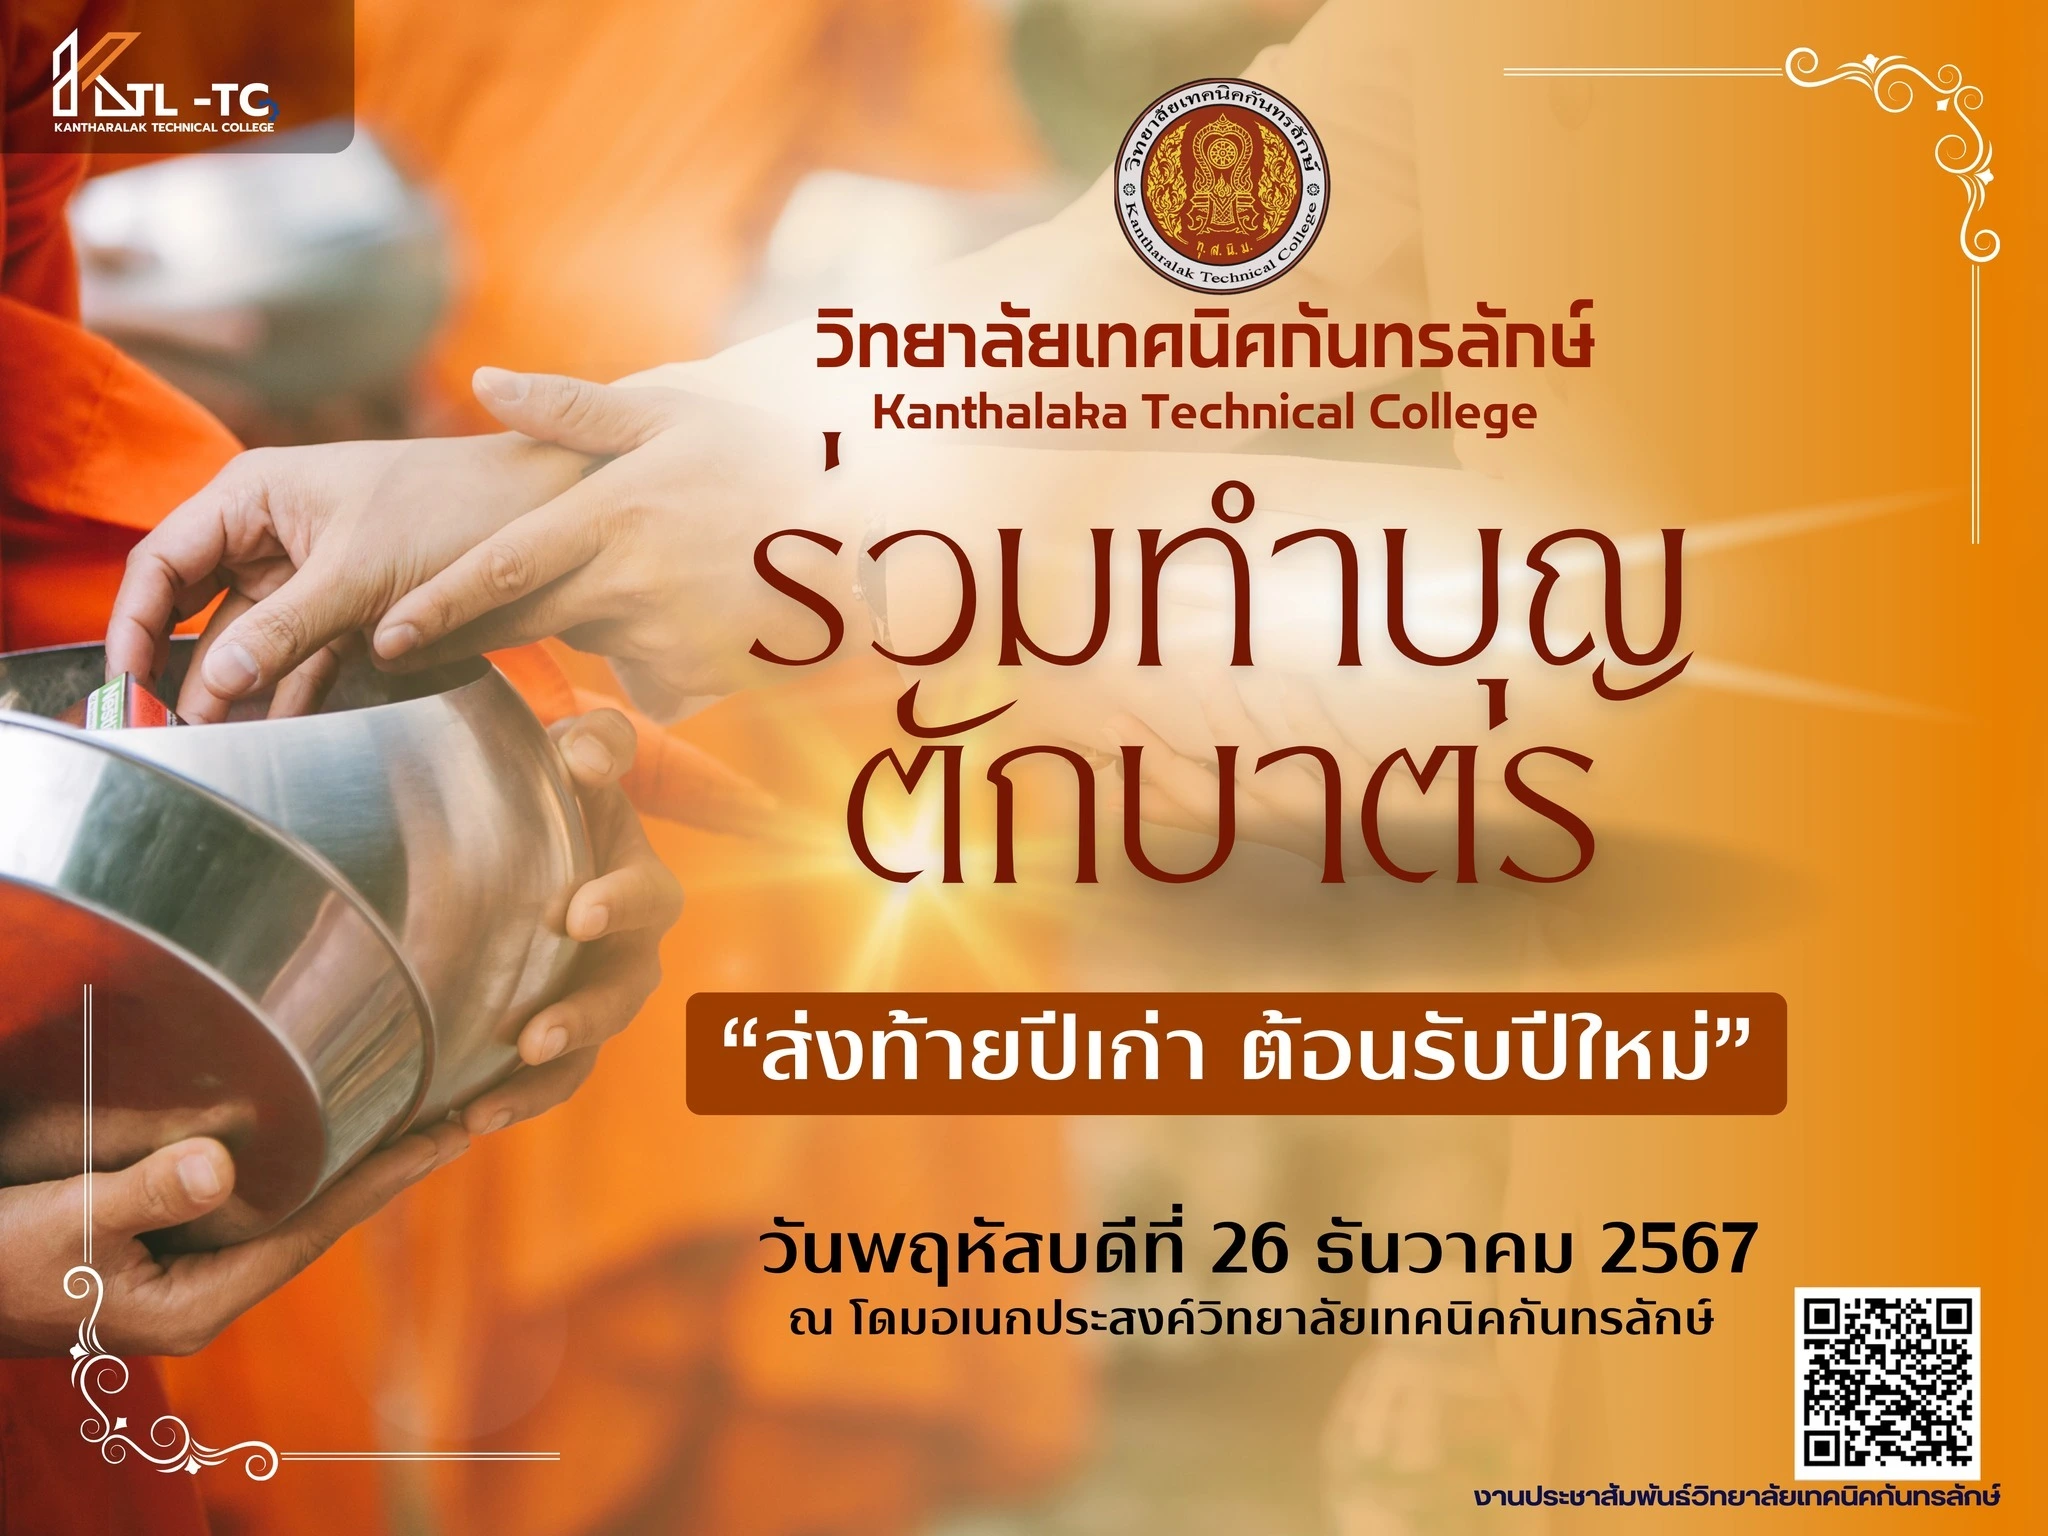 KTL -TC
KANTHARALAK TECHNICAL COLLEGE
วิทยาลัยเทคนิคกันทรลักษ์
ทุ. ส. นิ. ม.
Kantharalak Technical College
วิทยาลัยเทคนิคกันทรลักษ์
Kanthalaka Technical College
ร่วมทำบุญ
ตักบาตร
“ส่งท้ายปีเก่า ต้อนรับปีใหม่”
วันพฤหัสบดีที่ 26 ธันวาคม 2567
ณ โดมอเนกประสงค์วิทยาลัยเทคนิคกันทรลักษ์
งานประชาสัมพันธ์วิทยาลัยเทคนิคกันทรลักษ์